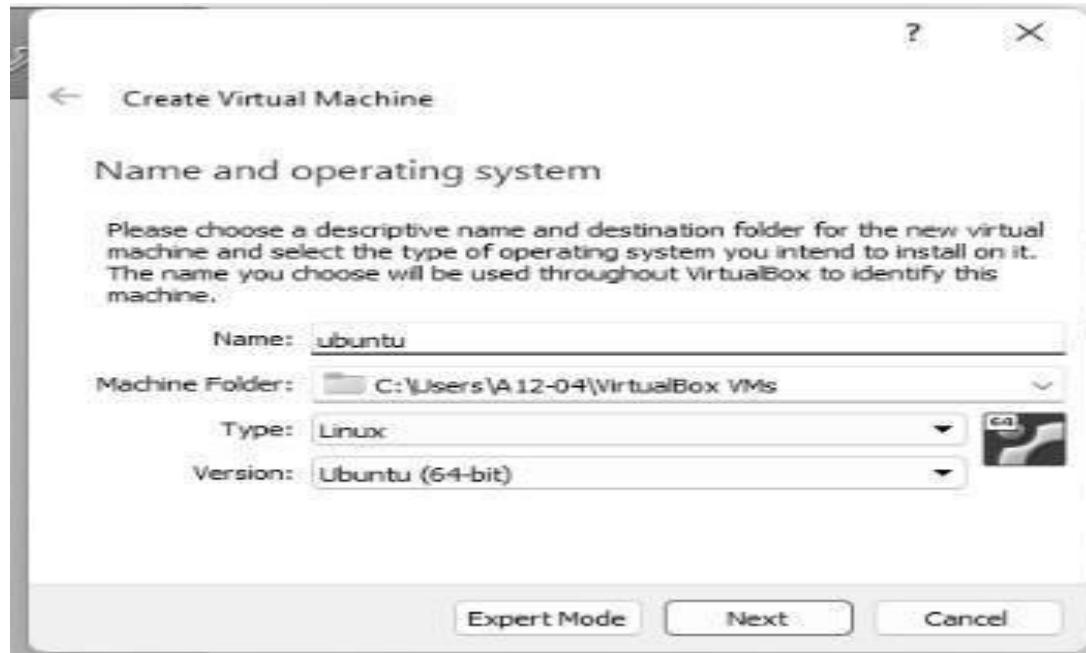 ?
Create Virtual Machine
Name and operating system
Please choose a descriptive name and destination folder for the new virtual
machine and select the type of operating system you intend to install on it.
The name you choose will be used throughout VirtualBox to identify this
machine.
Name: ubuntu
Machine Folder: C:\Users\A12-04\VirtualBox VMs
Type: Linux
64
Version: Ubuntu (64-bit)
Expert Mode Next Cancel